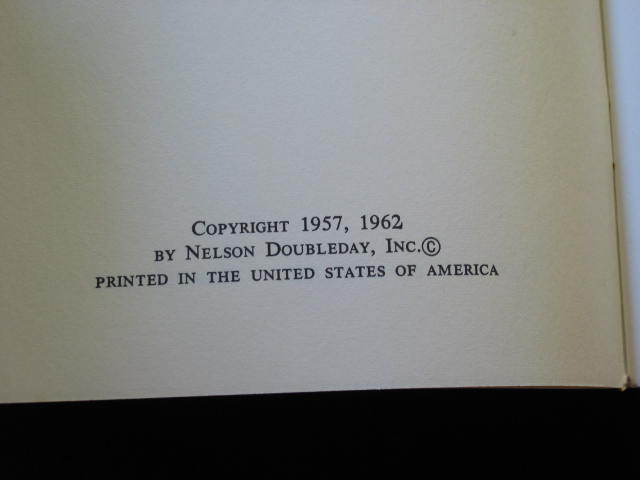 COPYRIGHT 1957, 1962
BY NELSON DOUBLEDAY, INC.©
PRINTED IN THE UNITED STATES OF AMERICA